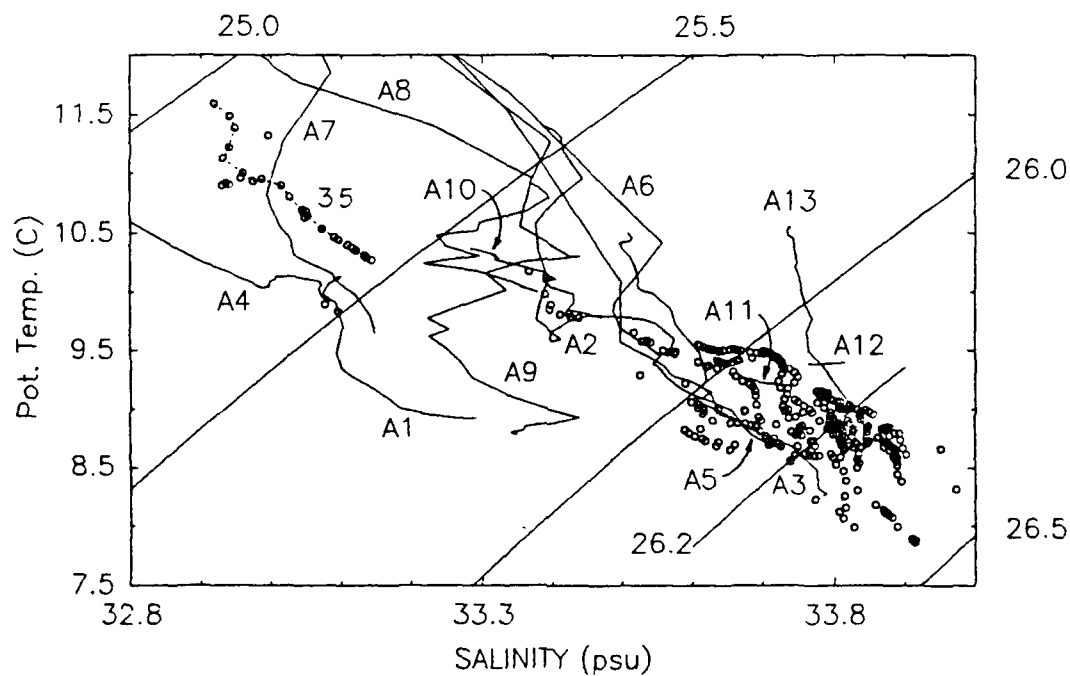 25.0
25.5
11.5
10.5
9.5
8.5
7.5
Pot. Temp. (C)
A8
A7
A10
35
A6
A13
26.0
A4
A11
A2
A12
A9
A1
A5
A3
26.2
26.5
32.8
33.3
33.8
SALINITY (psu)